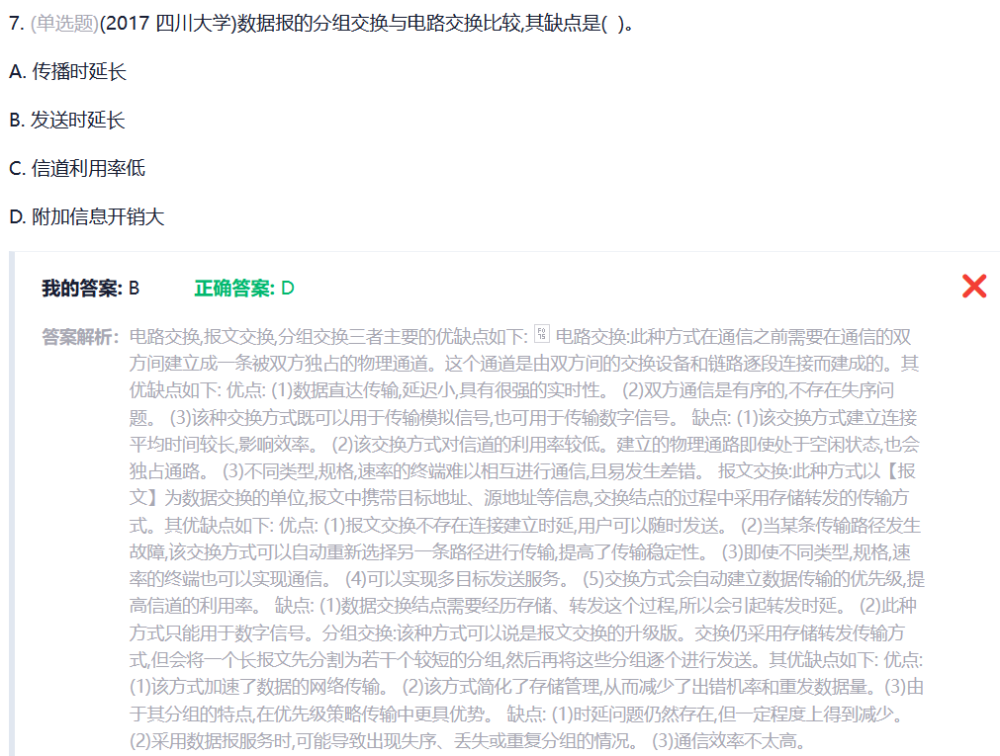 7. (单选题)(2017 四川大学)数据报的分组交换与电路交换比较,其缺点是( )。
A. 传播时延长
B. 发送时延长
C. 信道利用率低
D. 附加信息开销大
我的答案: B 正确答案: D
答案解析: 电路交换,报文交换,分组交换三者主要的优缺点如下: 电路交换:此种方式在通信之前需要在通信的双
方间建立成一条被双方独占的物理通道。这个通道是由双方间的交换设备和链路逐段连接而建成的。其
优缺点如下: 优点: (1)数据直达传输,延迟小,具有很强的实时性。 (2)双方通信是有序的,不存在失序问
题。 (3)该种交换方式既可以用于传输模拟信号,也可用于传输数字信号。 缺点: (1)该交换方式建立连接
平均时间较长,影响效率。 (2)该交换方式对信道的利用率较低。建立的物理通路即使处于空闲状态,也会
独占通路。 (3)不同类型,规格,速率的终端难以相互进行通信,且易发生差错。 报文交换:此种方式以【报
文】为数据交换的单位,报文中携带目标地址、源地址等信息,交换结点的过程中采用存储转发的传输方
式。其优缺点如下: 优点: (1)报文交换不存在连接建立时延,用户可以随时发送。 (2)当某条传输路径发生
故障,该交换方式可以自动重新选择另一条路径进行传输,提高了传输稳定性。 (3)即使不同类型,规格,速
率的终端也可以实现通信。 (4)可以实现多目标发送服务。 (5)交换方式会自动建立数据传输的优先级,提
高信道的利用率。 缺点: (1)数据交换结点需要经历存储、转发这个过程,所以会引起转发时延。 (2)此种
方式只能用于数字信号。分组交换:该种方式可以说是报文交换的升级版。交换仍采用存储转发传输方
式,但会将一个长报文先分割为若干个较短的分组,然后再将这些分组逐个进行发送。其优缺点如下: 优点:
(1)该方式加速了数据的网络传输。 (2)该方式简化了存储管理,从而减少了出错机率和重发数据量。(3)由
于其分组的特点,在优先级策略传输中更具优势。 缺点: (1)时延问题仍然存在,但一定程度上得到减少。
(2)采用数据报服务时,可能导致出现失序、丢失或重复分组的情况。 (3)通信效率不太高。